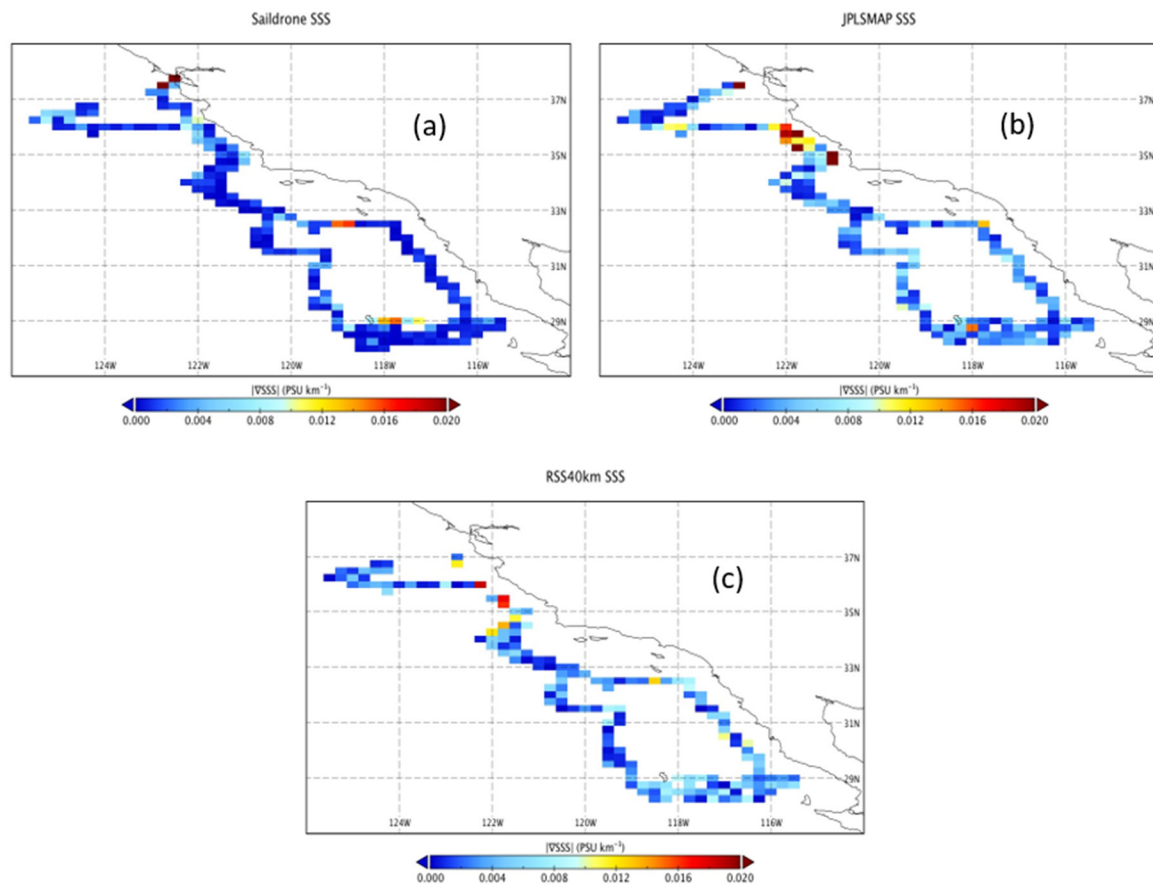 Saildrone SSS
(a)
37N
35N
33N
31N
29N
124W 122W 120W 118W 116W
|∇SSS| (PSU km⁻¹)
0.000 0.004 0.008 0.012 0.016 0.020
JPLSMAP SSS
(b)
37N
35N
33N
31N
29N
124W 122W 120W 118W 116W
|∇SSS| (PSU km⁻¹)
0.000 0.004 0.008 0.012 0.016 0.020
RSS40km SSS
(c)
37N
35N
33N
31N
29N
124W 122W 120W 118W 116W
|∇SSS| (PSU km⁻¹)
0.000 0.004 0.008 0.012 0.016 0.020